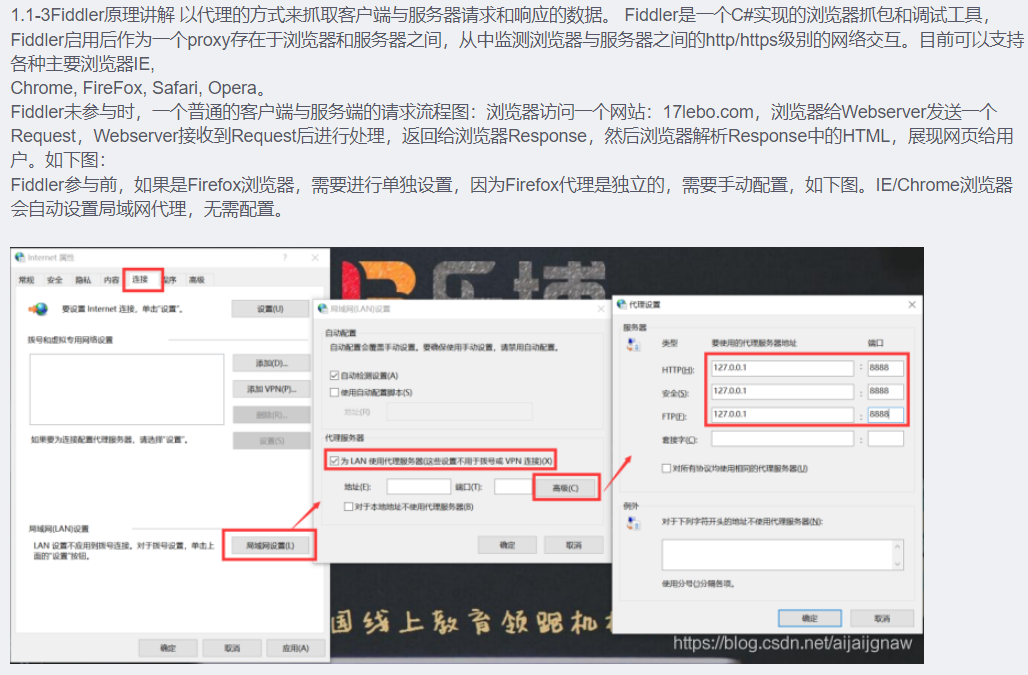 1.1-3Fiddler原理讲解 以代理的方式来抓取客户端与服务器请求和响应的数据。 Fiddler是一个C#实现的浏览器抓包和调试工具，
Fiddler启用后作为一个proxy存在于浏览器和服务器之间，从中监测浏览器与服务器之间的http/https级别的网络交互。目前可以支持
各种主要浏览器IE,
Chrome, FireFox, Safari, Opera。
Fiddler未参与时，一个普通的客户端与服务端的请求流程图：浏览器访问一个网站：17lebo.com，浏览器给Webserver发送一个
Request，Webserver接收到Request后进行处理，返回给浏览器Response，然后浏览器解析Response中的HTML，展现网页给用
户。如下图：
Fiddler参与前，如果是Firefox浏览器，需要进行单独设置，因为Firefox代理是独立的，需要手动配置，如下图。IE/Chrome浏览器
会自动设置局域网代理，无需配置。
Internet 属性
常规 安全 隐私 内容 连接 程序 高级
要设置 Internet 连接，单击"设置"。
设置(U)
拨号和虚拟专用网络设置
添加(D)...
添加 VPN(P)...
删除(R)...
如果要为连接配置代理服务器，请选择"设置"。
设置(S)
局域网(LAN)设置
LAN 设置不应用到拨号连接。对于拨号设置，单击上
面的"设置"按钮。
局域网设置(L)
确定 取消 应用(A)
局域网(LAN)设置
自动配置
自动配置会覆盖手动设置。要确保使用手动设置，请禁用自动配置。
自动检测设置(A)
使用自动配置脚本(S)
地址(R)
代理服务器
为 LAN 使用代理服务器(这些设置不用于拨号或 VPN 连接)(X)
地址(E): 端口(T): 高级(C)
对于本地地址不使用代理服务器(B)
确定 取消
代理设置
服务器
类型 要使用的代理服务器地址 端口
HTTP(H): 127.0.0.1 : 8888
安全(S): 127.0.0.1 : 8888
FTP(F): 127.0.0.1 : 8888
套接字(C): :
对所有协议均使用相同的代理服务器(U)
例外
对于下列字符开头的地址不使用代理服务器(N):
使用分号(;)分隔各项。
确定 取消
乐博
国线上教育领跑机
https://blog.csdn.net/aijaijgnaw